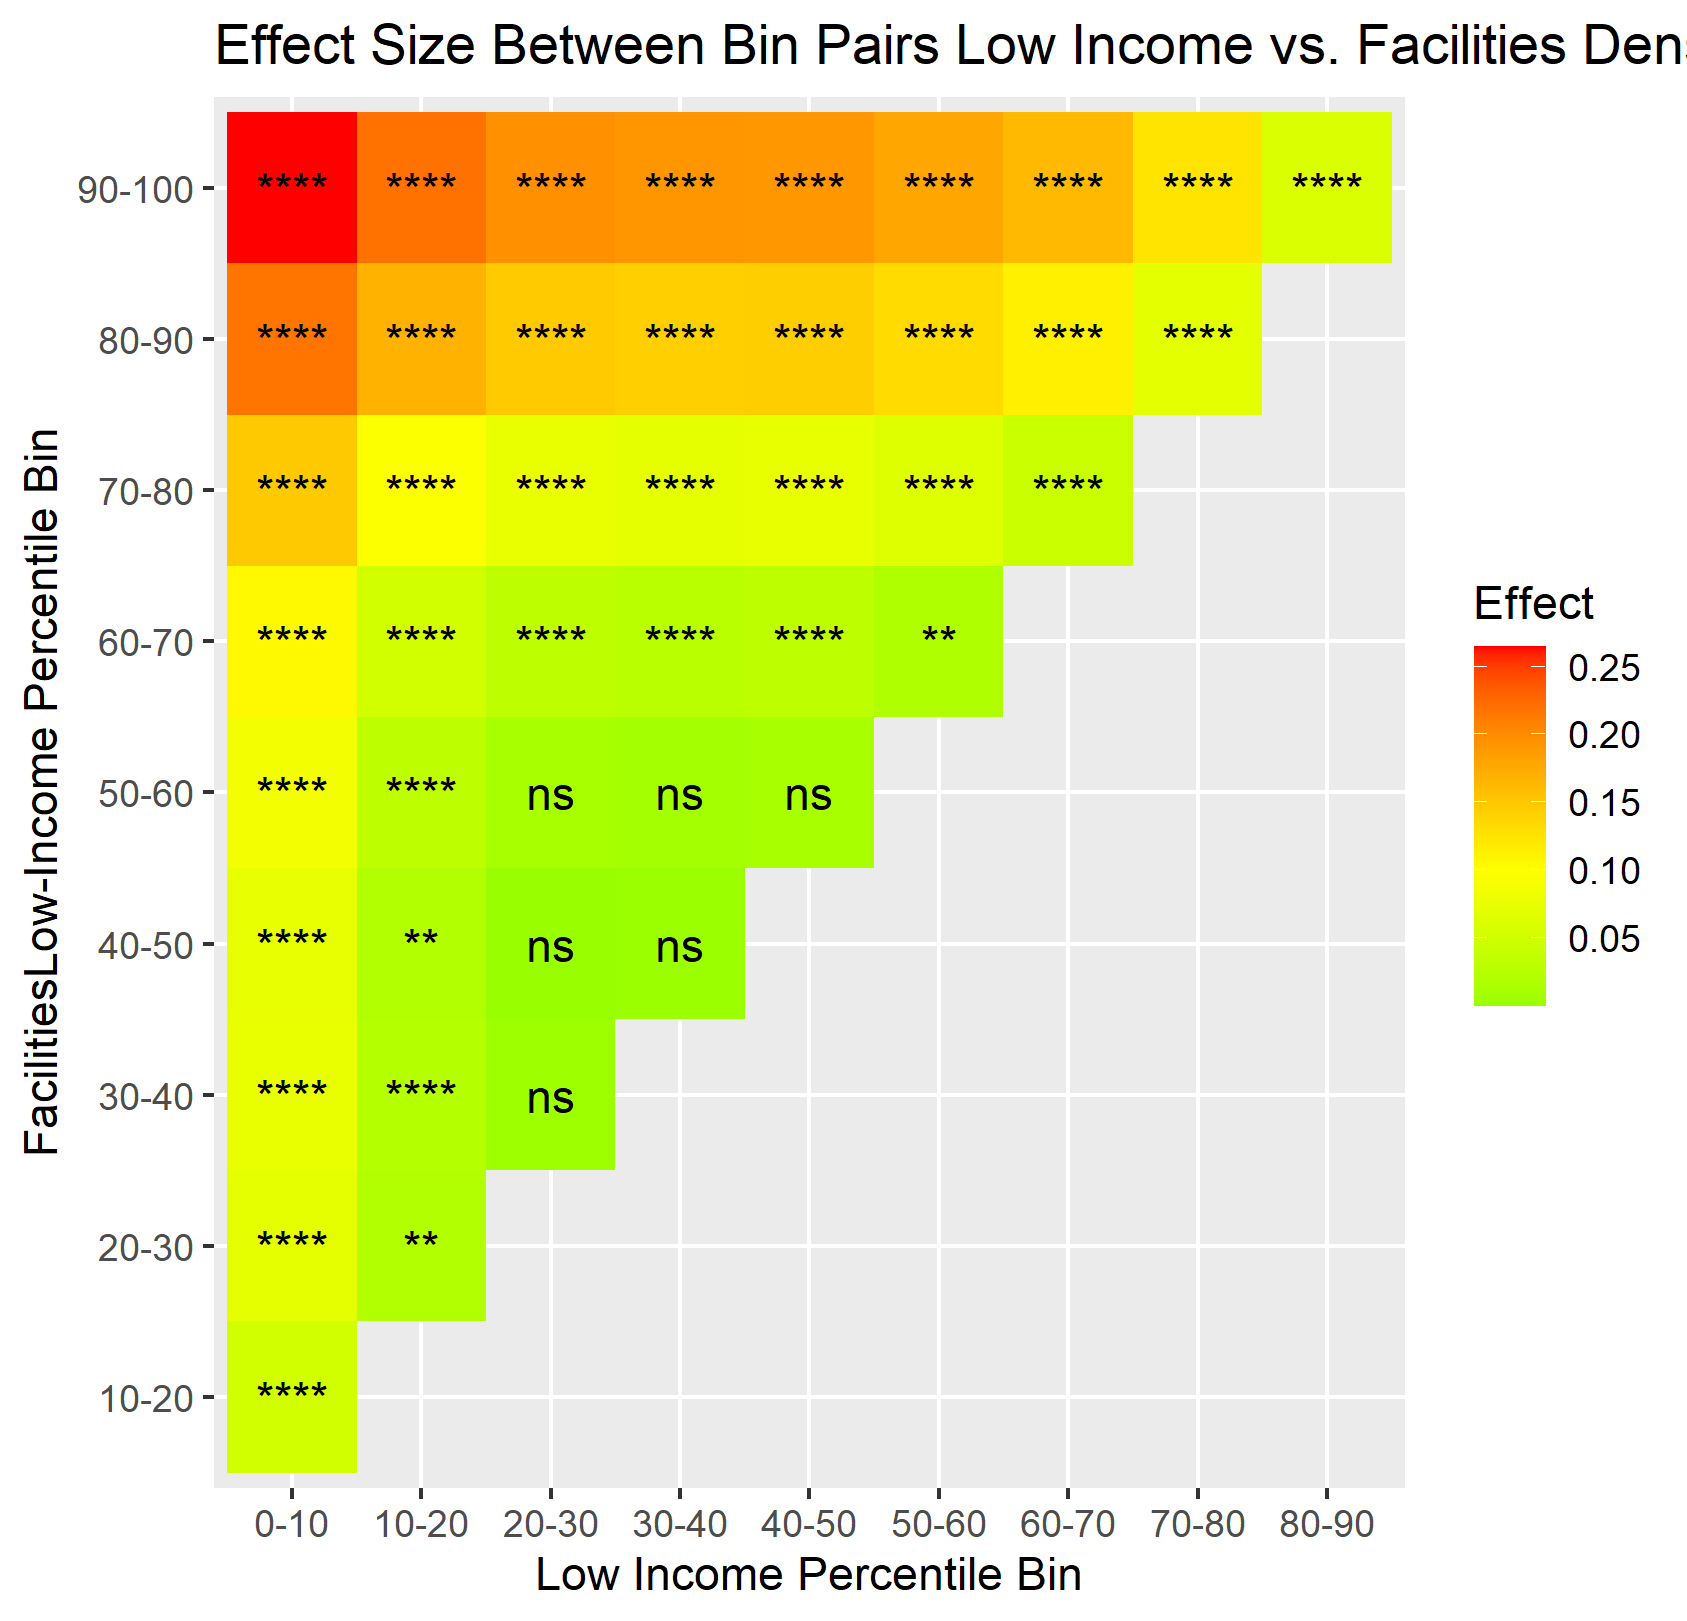 Effect Size Between Bin Pairs Low Income vs. Facilities Dens
90-100 **** **** **** **** **** **** **** **** ****
80-90 **** **** **** **** **** **** **** ****
70-80 **** **** **** **** **** **** ****
60-70 **** **** **** **** **** **
50-60 **** **** ns ns ns
40-50 **** ** ns ns
30-40 **** **** ns
20-30 **** **
10-20 ****
0-10 10-20 20-30 30-40 40-50 50-60 60-70 70-80 80-90
Low Income Percentile Bin
FacilitiesLow-Income Percentile Bin
Effect
0.25
0.20
0.15
0.10
0.05